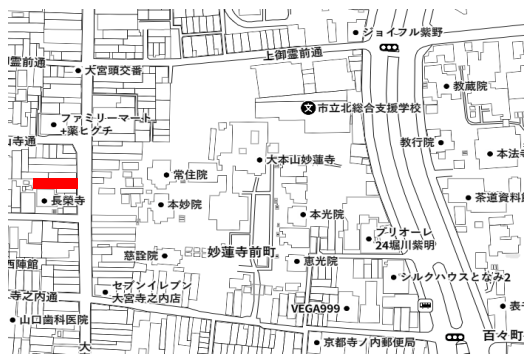 ジョイフル紫野
上御霊前通
御霊前通
大宮頭交番
教蔵院
文 市立北総合支援学校
ファミリーマート
+薬ヒグチ
寺通
教行院
本法寺
大本山妙蓮寺
常住院
長榮寺
本妙院
茶道資料館
本光院
プリオーレ
24堀川紫明
妙蓮寺前町
慈詮院
恵光院
西陣館
シルクハウスとなみ2
セブンイレブン
大宮寺之内店
寺之内通
VEGA999
表千
山口歯科医院
百々町
京都寺ノ内郵便局
大